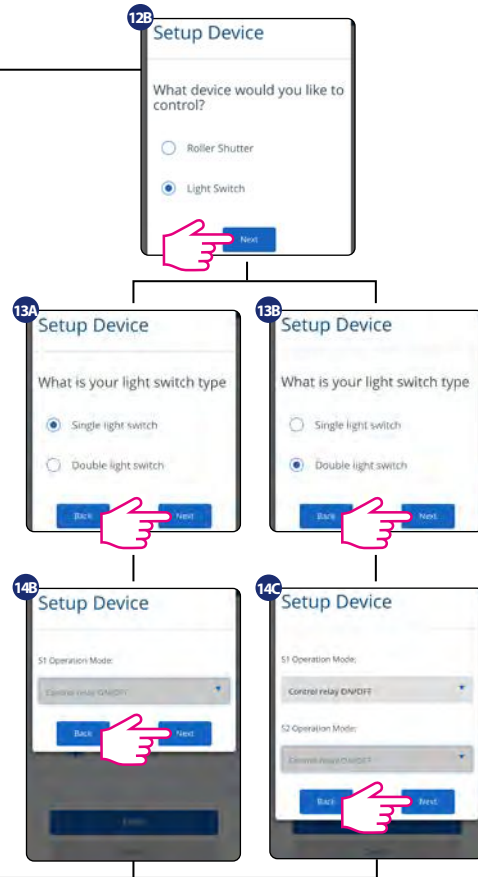 12B
Setup Device
What device would you like to
control?
Roller Shutter
Light Switch
Next
13A
Setup Device
What is your light switch type
Single light switch
Double light switch
Back
Next
13B
Setup Device
What is your light switch type
Single light switch
Double light switch
Back
Next
14B
Setup Device
S1 Operation Mode:
Control relay ON/OFF
Back
Next
14C
Setup Device
S1 Operation Mode:
Control relay ON/OFF
S2 Operation Mode:
Control relay ON/OFF
Back
Next